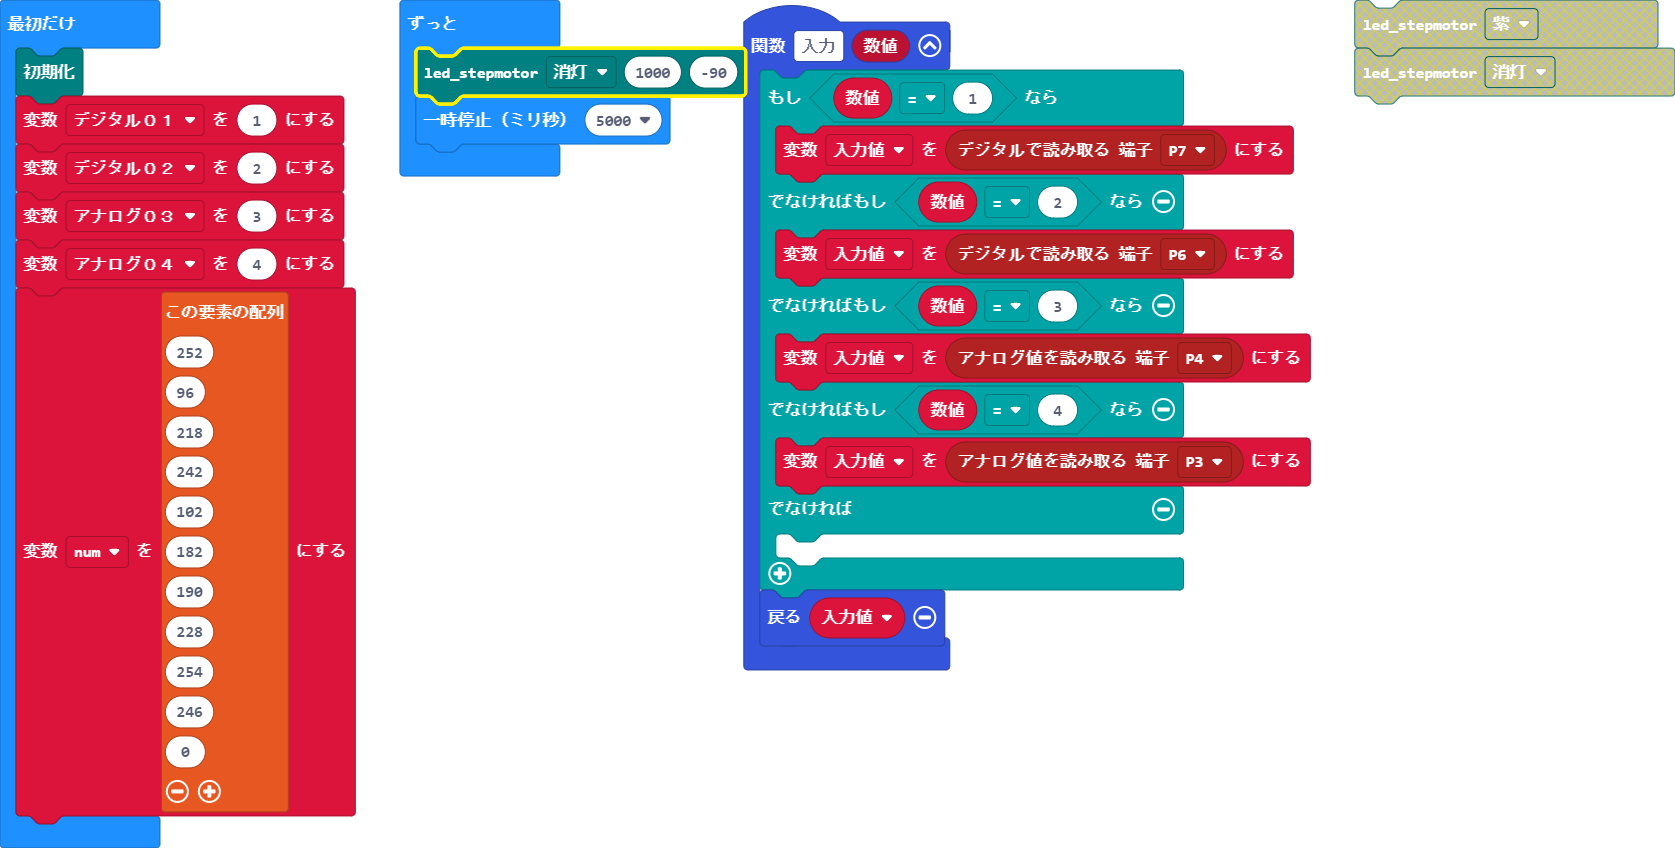 最初だけ
初期化
変数 デジタル０１ を 1 にする
変数 デジタル０２ を 2 にする
変数 アナログ０３ を 3 にする
変数 アナログ０４ を 4 にする
この要素の配列
252
96
218
242
102
182
変数 num を にする
190
228
254
246
0
ずっと
led_stepmotor 消灯 1000 -90
一時停止（ミリ秒） 5000
関数 入力 数値
もし 数値 = 1 なら
変数 入力値 を デジタルで読み取る 端子 P7 にする
でなければもし 数値 = 2 なら
変数 入力値 を デジタルで読み取る 端子 P6 にする
でなければもし 数値 = 3 なら
変数 入力値 を アナログ値を読み取る 端子 P4 にする
でなければもし 数値 = 4 なら
変数 入力値 を アナログ値を読み取る 端子 P3 にする
でなければ
戻る 入力値
led_stepmotor 紫
led_stepmotor 消灯